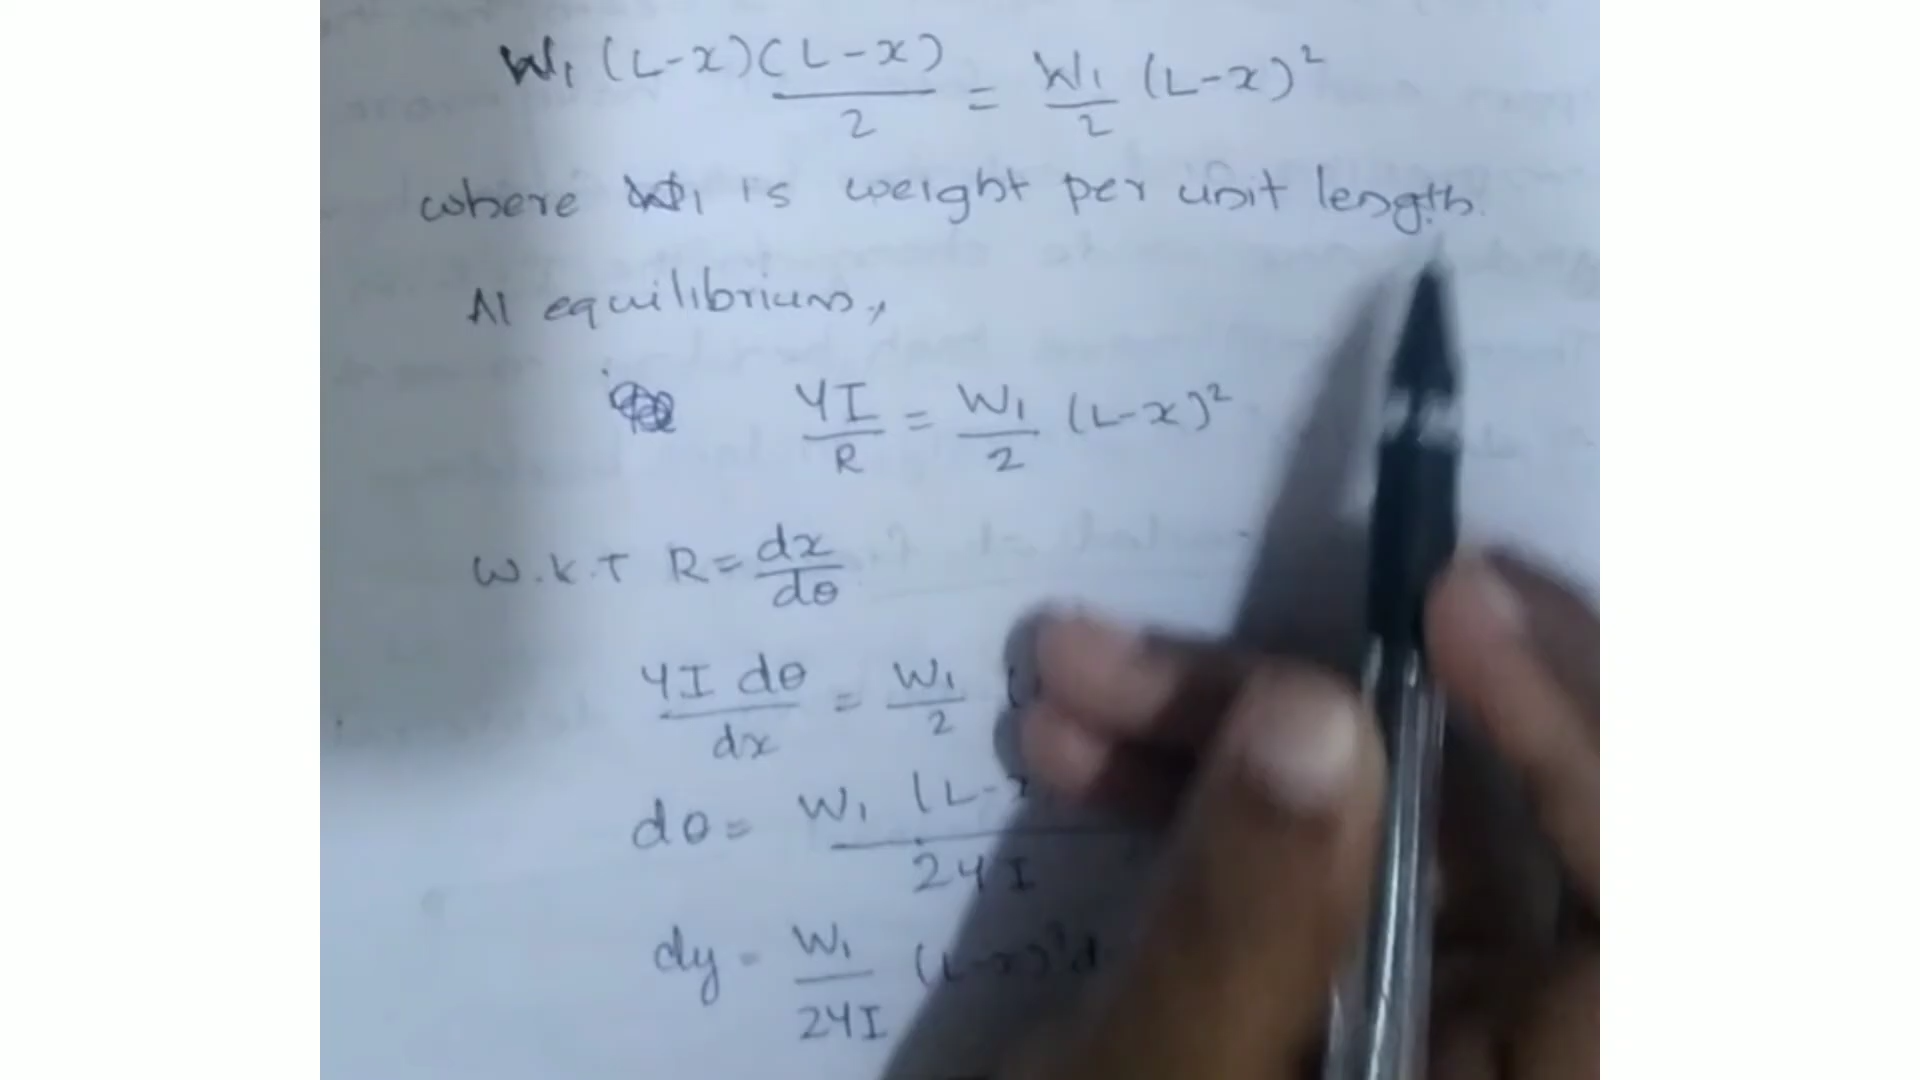 W₁ (L-x)(L-x)/2 = W₁/2 (L-x)²
where W₁ is weight per unit length.
At equilibrium,
YI/R = W₁/2 (L-x)²
W.K.T R = dx/dθ
YI dθ/dx = W₁/2 (
dθ = W₁ (L-x / 2YI
dy = W₁/2YI (L-x)²d